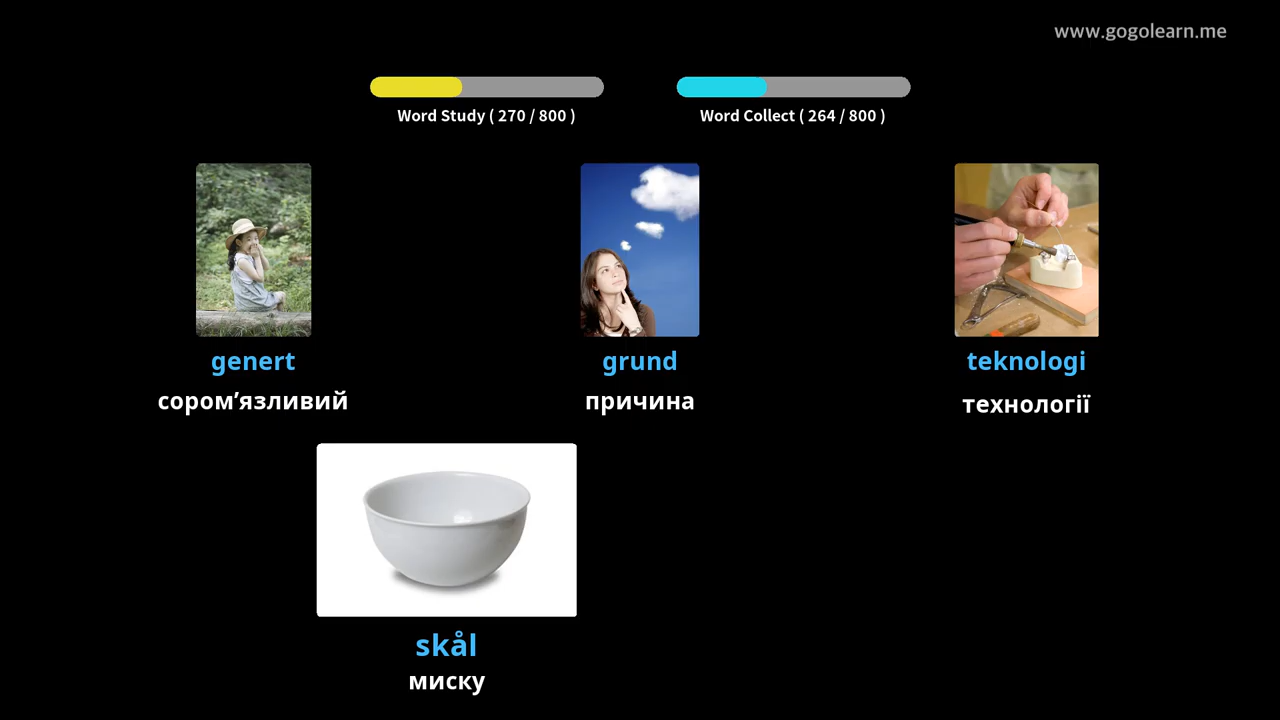 www.gogolearn.me
Word Study ( 270 / 800 )
Word Collect ( 264 / 800 )
genert
grund
teknologi
сором’язливий
причина
технології
skål
миску